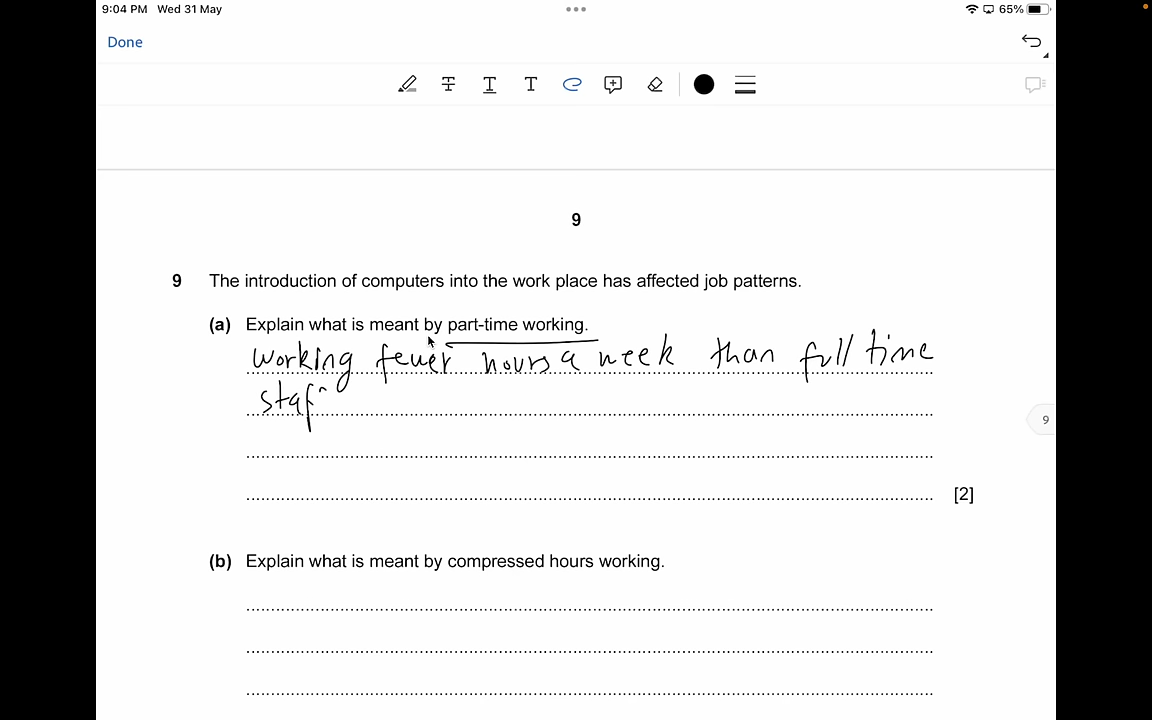 9:04 PM Wed 31 May
65%
Done
9
9 The introduction of computers into the work place has affected job patterns.
(a) Explain what is meant by part-time working.
working fewer hours a week than full time
staf
[2]
9
(b) Explain what is meant by compressed hours working.